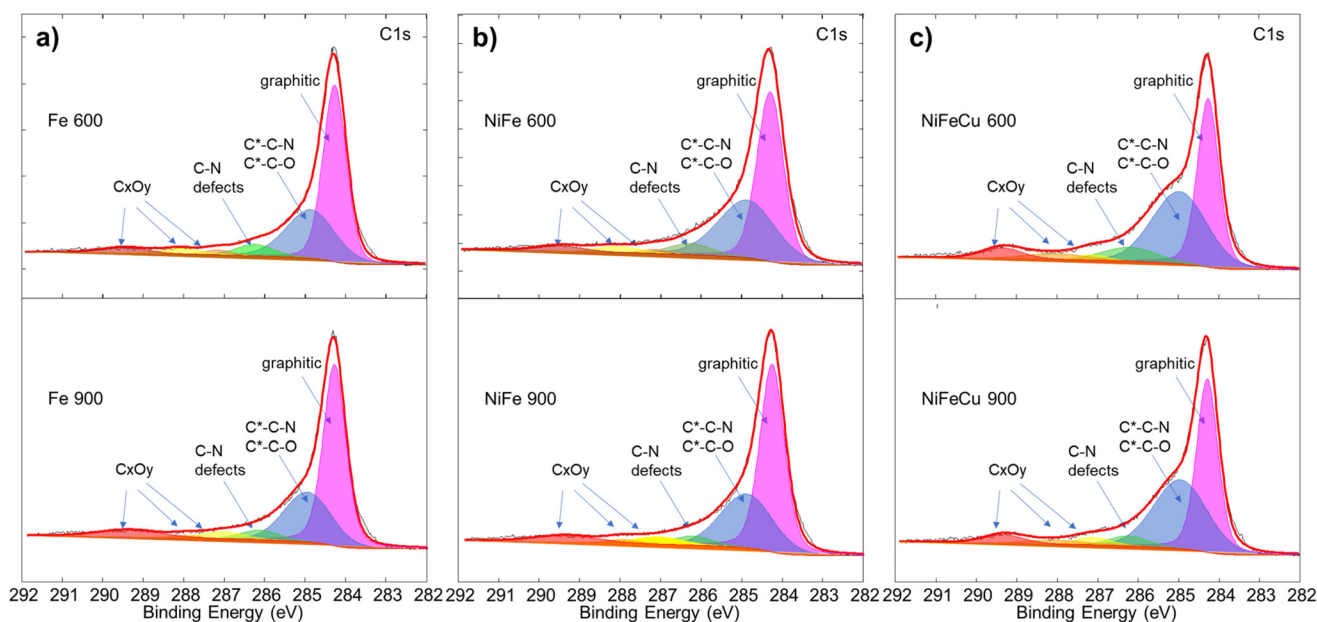 a)
C1s
graphitic
Fe 600
C*-C-N
C*-C-O
C-N
defects
CxOy
b)
C1s
graphitic
NiFe 600
C*-C-N
C*-C-O
C-N
defects
CxOy
c)
C1s
graphitic
NiFeCu 600
C*-C-N
C*-C-O
C-N
defects
CxOy
graphitic
Fe 900
C*-C-N
C*-C-O
C-N
defects
CxOy
292 291 290 289 288 287 286 285 284 283 282
Binding Energy (eV)
graphitic
NiFe 900
C*-C-N
C*-C-O
C-N
defects
CxOy
292 291 290 289 288 287 286 285 284 283 282
Binding Energy (eV)
graphitic
NiFeCu 900
C*-C-N
C*-C-O
C-N
defects
CxOy
292 291 290 289 288 287 286 285 284 283 282
Binding Energy (eV)